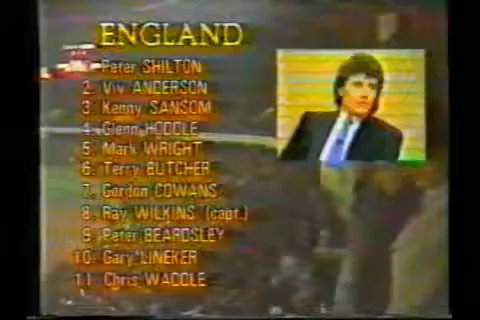 ENGLAND
1. Peter SHILTON
2. Viv ANDERSON
3. Kenny SANSOM
4. Glenn HODDLE
5. Mark WRIGHT
6. Terry BUTCHER
7. Gordon COWANS
8. Ray WILKINS (capt.)
9. Peter BEARDSLEY
10. Gary LINEKER
11. Chris WADDLE